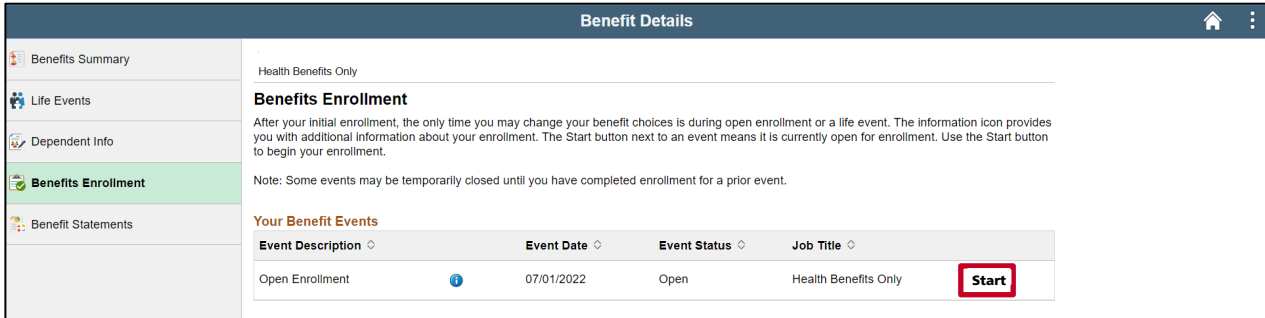 Benefit Details
Benefits Summary
Life Events
Dependent Info
Benefits Enrollment
Benefit Statements
Health Benefits Only
Benefits Enrollment
After your initial enrollment, the only time you may change your benefit choices is during open enrollment or a life event. The information icon provides
you with additional information about your enrollment. The Start button next to an event means it is currently open for enrollment. Use the Start button
to begin your enrollment.
Note: Some events may be temporarily closed until you have completed enrollment for a prior event.
Your Benefit Events
Event Description Event Date Event Status Job Title
Open Enrollment 07/01/2022 Open Health Benefits Only Start